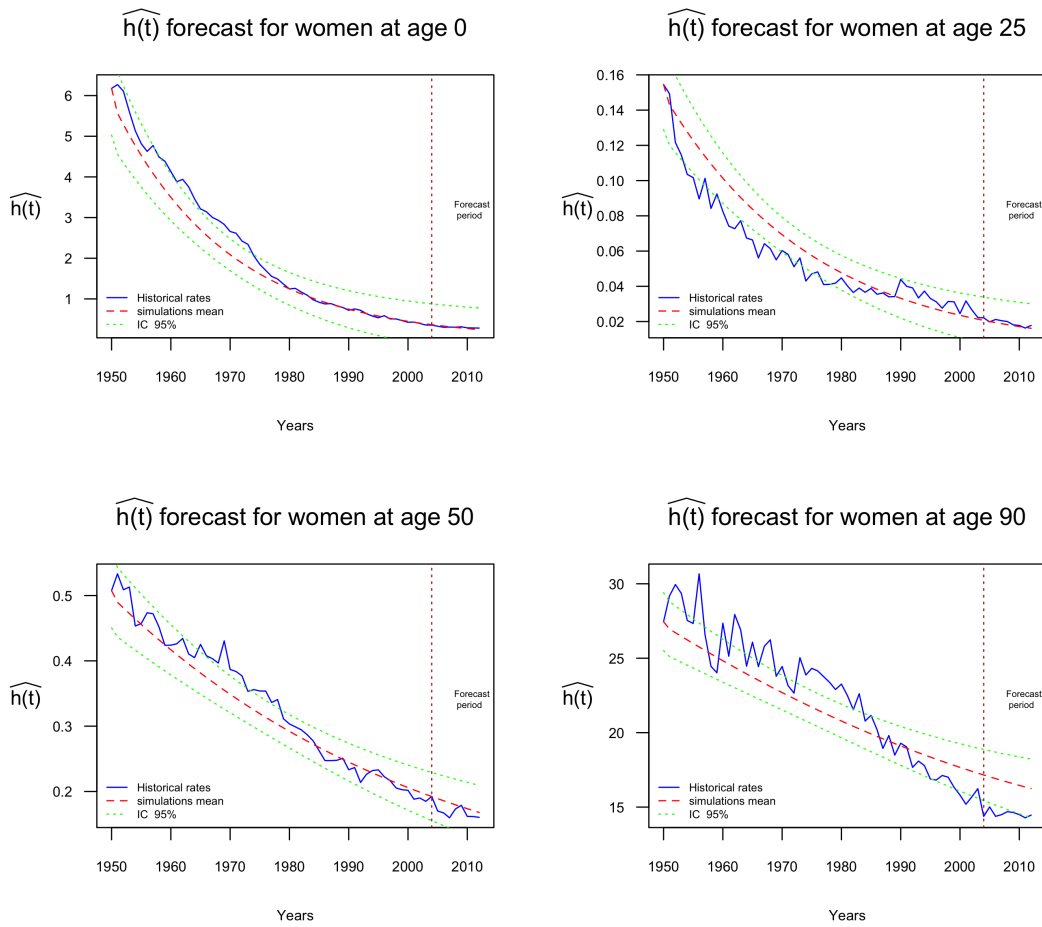 h(t) forecast for women at age 0
6
5
4
3
2
1
h(t)
Forecast
period
Historical rates
simulations mean
IC 95%
1950 1960 1970 1980 1990 2000 2010
Years
h(t) forecast for women at age 25
0.16
0.14
0.12
0.10
0.08
0.06
0.04
0.02
h(t)
Forecast
period
Historical rates
simulations mean
IC 95%
1950 1960 1970 1980 1990 2000 2010
Years
h(t) forecast for women at age 50
0.5
0.4
0.3
0.2
h(t)
Forecast
period
Historical rates
simulations mean
IC 95%
1950 1960 1970 1980 1990 2000 2010
Years
h(t) forecast for women at age 90
30
25
20
15
h(t)
Forecast
period
Historical rates
simulations mean
IC 95%
1950 1960 1970 1980 1990 2000 2010
Years